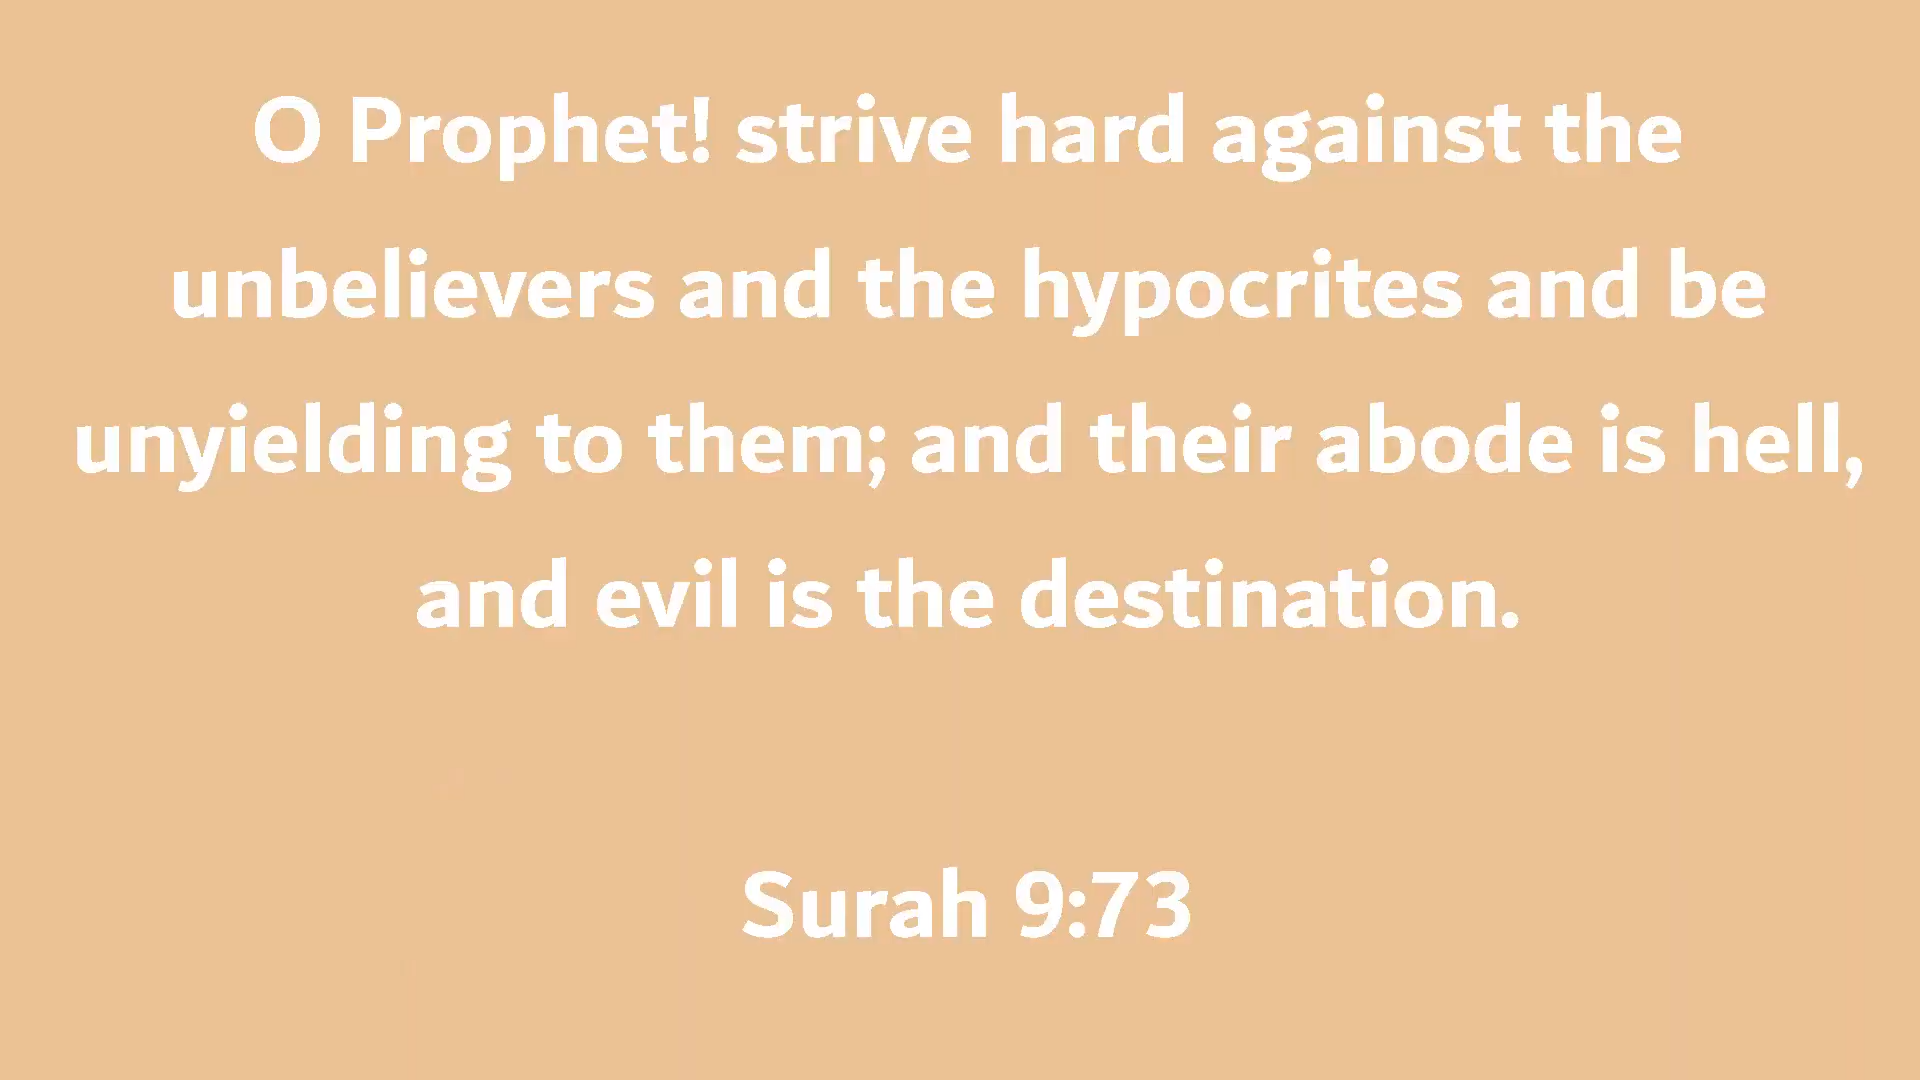 O Prophet! strive hard against the
unbelievers and the hypocrites and be
unyielding to them; and their abode is hell,
and evil is the destination.
Surah 9:73